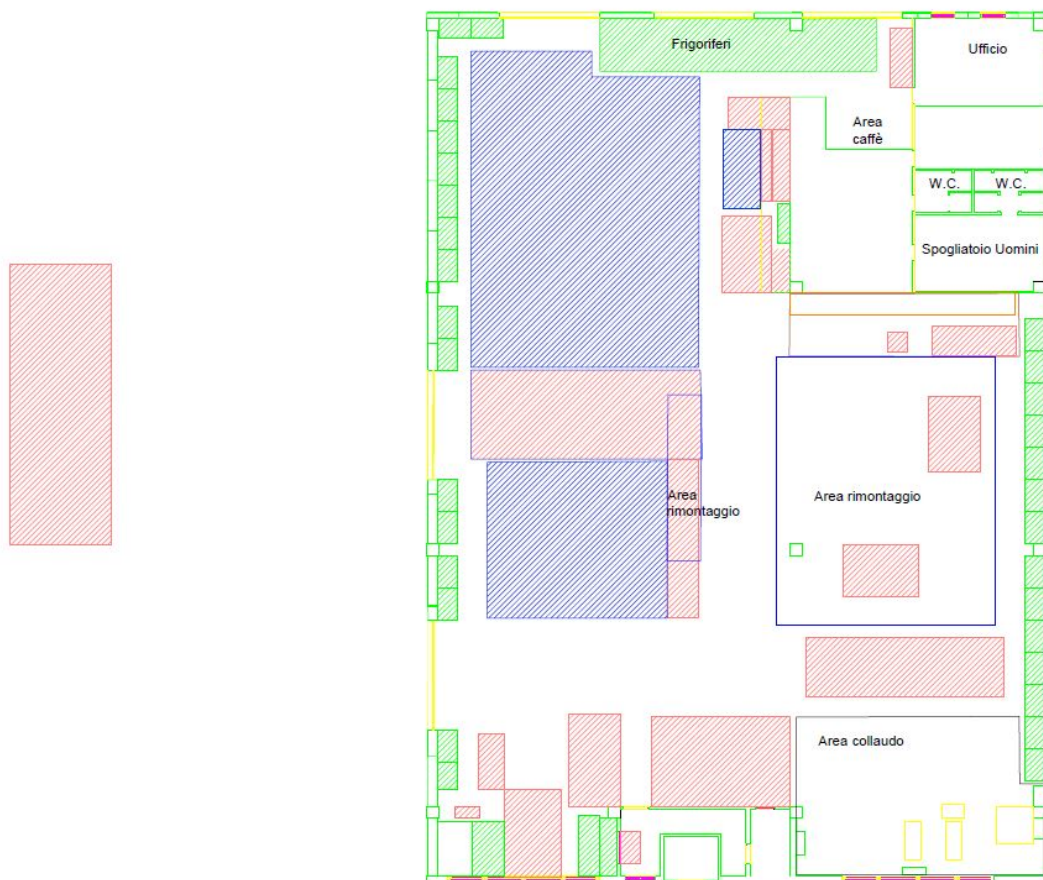 Frigoriferi
Ufficio
Area
caffè
W.C.
W.C.
Spogliatoio Uomini
Area
rimontaggio
Area rimontaggio
Area collaudo